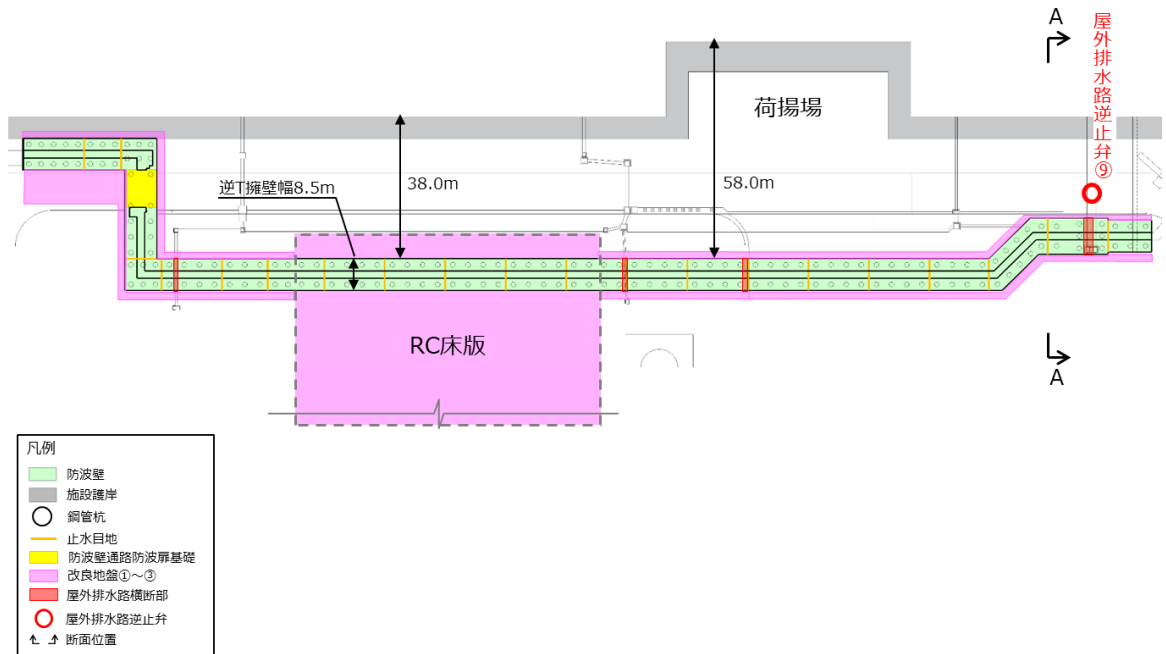 A
屋外排水路逆止弁⑨
荷揚場
逆T擁壁幅8.5m
38.0m
58.0m
RC床版
A
凡例
防波壁
施設護岸
鋼管杭
止水目地
防波壁通路防波扉基礎
改良地盤①~③
屋外排水路横断部
屋外排水路逆止弁
断面位置